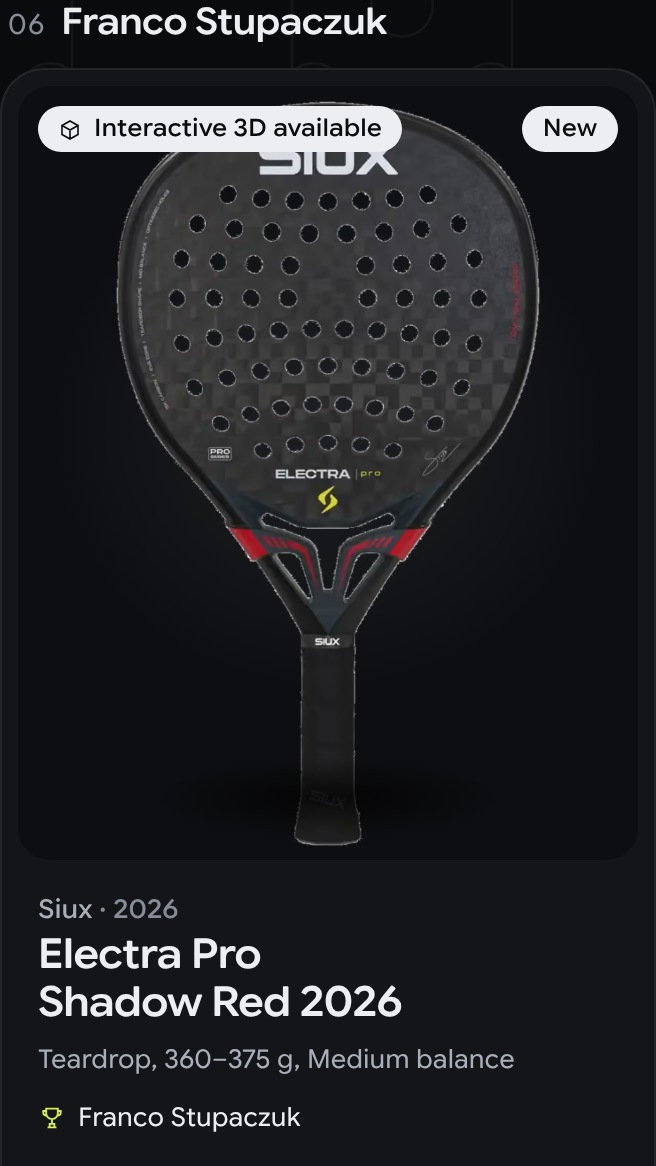 06 Franco Stupaczuk
Interactive 3D available
New
SIUX
PRO
ELECTRA | pro
SIUX
SIUX
Siux · 2026
Electra Pro
Shadow Red 2026
Teardrop, 360–375 g, Medium balance
Franco Stupaczuk